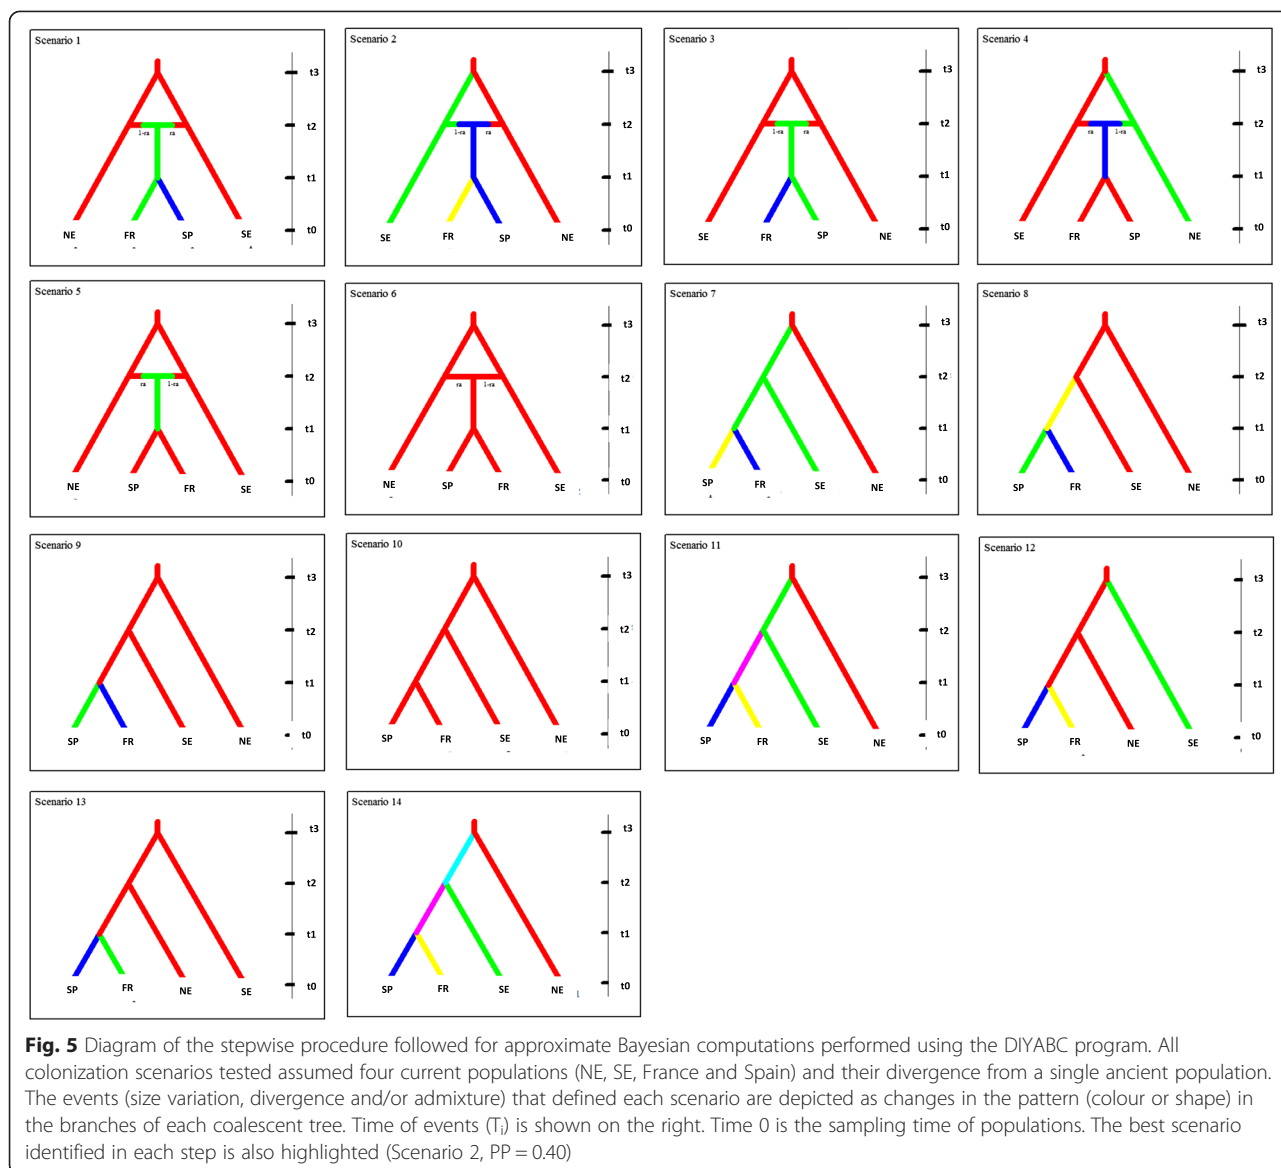 Scenario 1
t3
1-ra ra
t2
t1
NE FR SP SE
t0
Scenario 2
t3
1-ra ra
t2
t1
SE FR SP NE
t0
Scenario 3
t3
1-ra ra
t2
t1
SE FR SP NE
t0
Scenario 4
t3
ra 1-ra
t2
t1
SE FR SP NE
t0
Scenario 5
t3
ra 1-ra
t2
t1
NE SP FR SE
t0
Scenario 6
t3
ra 1-ra
t2
t1
NE SP FR SE
t0
Scenario 7
t3
t2
t1
SP FR SE NE
t0
Scenario 8
t3
t2
t1
SP FR SE NE
t0
Scenario 9
t3
t2
t1
SP FR SE NE
t0
Scenario 10
t3
t2
t1
SP FR SE NE
t0
Scenario 11
t3
t2
t1
SP FR SE NE
t0
Scenario 12
t3
t2
t1
SP FR NE SE
t0
Scenario 13
t3
t2
t1
SP FR NE SE
t0
Scenario 14
t3
t2
t1
SP FR SE NE
t0
Fig. 5 Diagram of the stepwise procedure followed for approximate Bayesian computations performed using the DIYABC program. All
colonization scenarios tested assumed four current populations (NE, SE, France and Spain) and their divergence from a single ancient population.
The events (size variation, divergence and/or admixture) that defined each scenario are depicted as changes in the pattern (colour or shape) in
the branches of each coalescent tree. Time of events (Ti) is shown on the right. Time 0 is the sampling time of populations. The best scenario
identified in each step is also highlighted (Scenario 2, PP = 0.40)